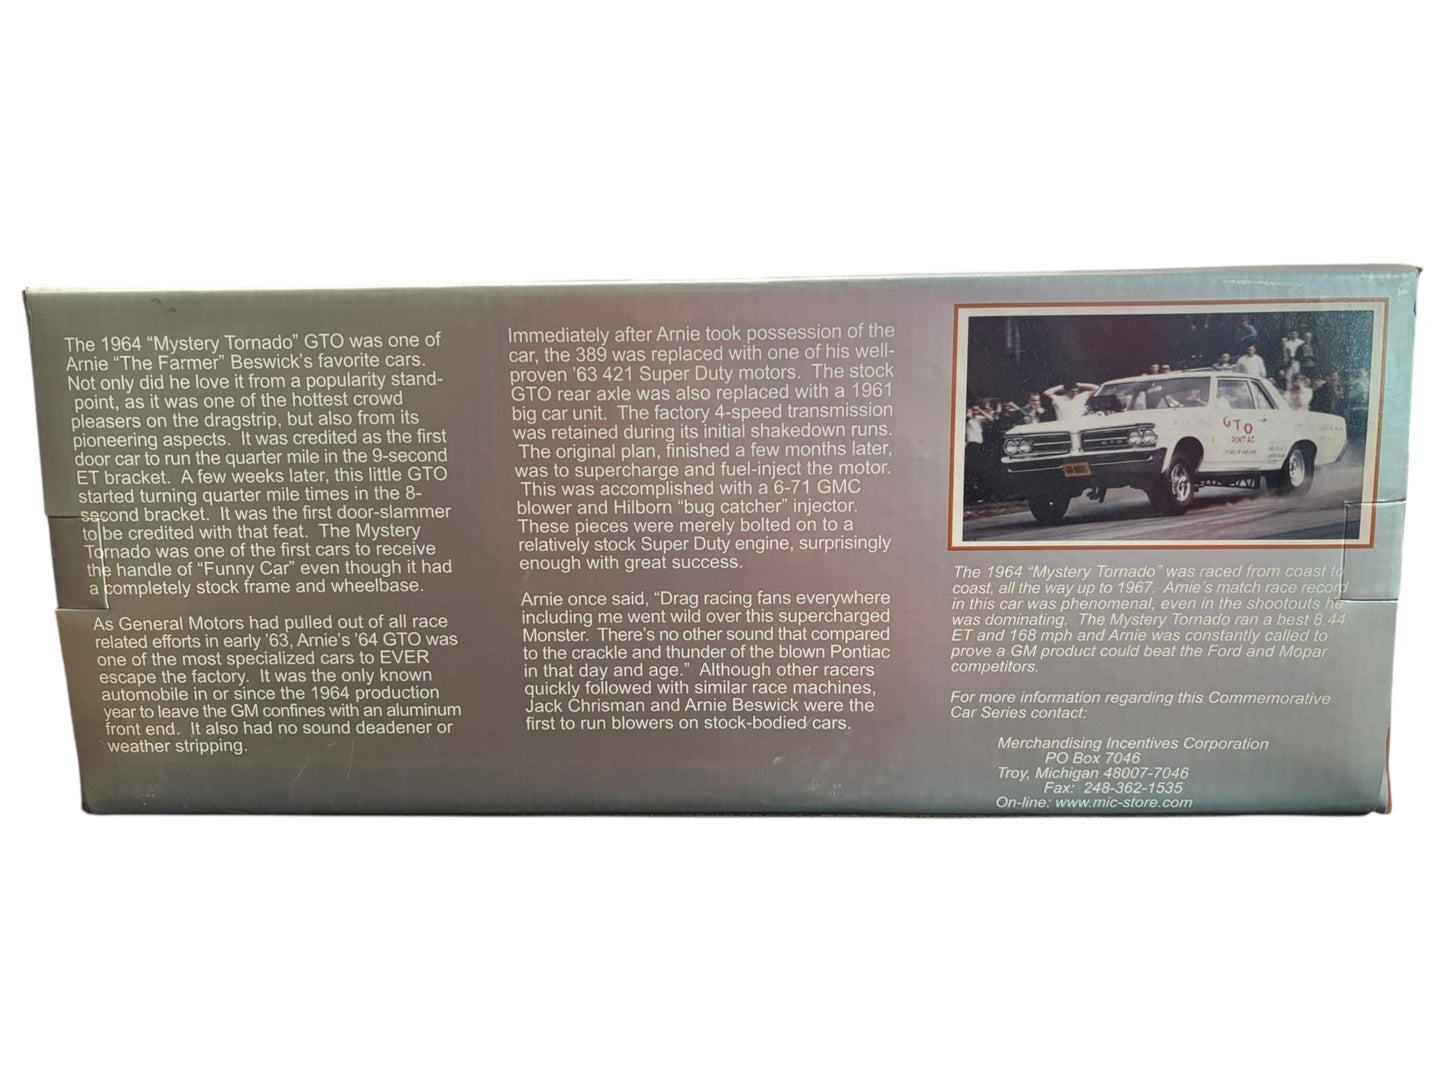 The 1964 “Mystery Tornado” GTO was one of
Arnie “The Farmer” Beswick’s favorite cars.
Not only did he love it from a popularity stand-
point, as it was one of the hottest crowd
pleasers on the dragstrip, but also from its
pioneering aspects. It was credited as the first
door car to run the quarter mile in the 9-second
ET bracket. A few weeks later, this little GTO
started turning quarter mile times in the 8-
second bracket. It was the first door-slammer
to be credited with that feat. The Mystery
Tornado was one of the first cars to receive
the handle of “Funny Car” even though it had
a completely stock frame and wheelbase.
As General Motors had pulled out of all race
related efforts in early ’63, Arnie’s ’64 GTO was
one of the most specialized cars to EVER
escape the factory. It was the only known
automobile in or since the 1964 production
year to leave the GM confines with an aluminum
front end. It also had no sound deadener or
weather stripping.
Immediately after Arnie took possession of the
car, the 389 was replaced with one of his well-
proven ’63 421 Super Duty motors. The stock
GTO rear axle was also replaced with a 1961
big car unit. The factory 4-speed transmission
was retained during its initial shakedown runs.
The original plan, finished a few months later,
was to supercharge and fuel-inject the motor.
This was accomplished with a 6-71 GMC
blower and Hilborn “bug catcher” injector.
These pieces were merely bolted on to a
relatively stock Super Duty engine, surprisingly
enough with great success.
Arnie once said, “Drag racing fans everywhere
including me went wild over this supercharged
Monster. There’s no other sound that compared
to the crackle and thunder of the blown Pontiac
in that day and age.” Although other racers
quickly followed with similar race machines,
Jack Chrisman and Arnie Beswick were the
first to run blowers on stock-bodied cars.
GTO
PONTIAC
The 1964 “Mystery Tornado” was raced from coast to
coast, all the way up to 1967. Arnie’s match race record
in this car was phenomenal, even in the shootouts he
was dominating. The Mystery Tornado ran a best 8.44
ET and 168 mph and Arnie was constantly called to
prove a GM product could beat the Ford and Mopar
competitors.
For more information regarding this Commemorative
Car Series contact:
Merchandising Incentives Corporation
PO Box 7046
Troy, Michigan 48007-7046
Fax: 248-362-1535
On-line: www.mic-store.com